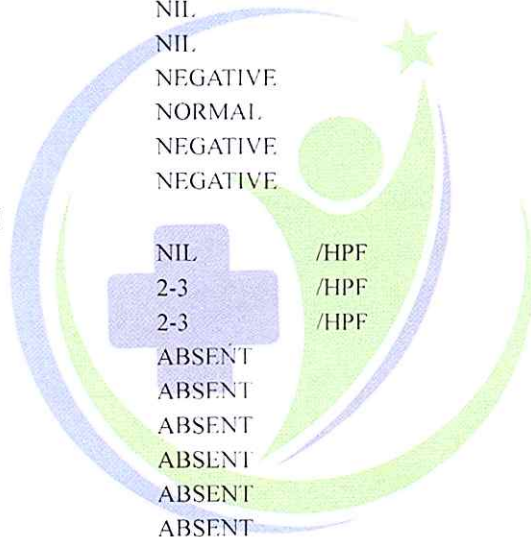 NIL
NIL
NEGATIVE
NORMAL
NEGATIVE
NEGATIVE
NIL /HPF
2-3 /HPF
2-3 /HPF
ABSENT
ABSENT
ABSENT
ABSENT
ABSENT
ABSENT